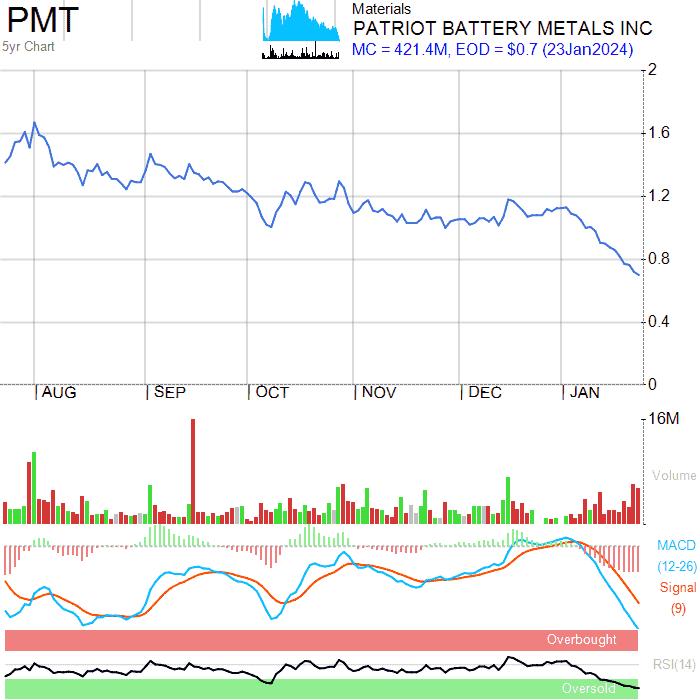 PMT
5yr Chart
Materials
PATRIOT BATTERY METALS INC
MC = 421.4M, EOD = $0.7 (23Jan2024)
2
1.6
1.2
0.8
0.4
0
AUG SEP OCT NOV DEC JAN
16M
Volume
MACD
(12-26)
Signal
(9)
Overbought
RSI(14)
Oversold